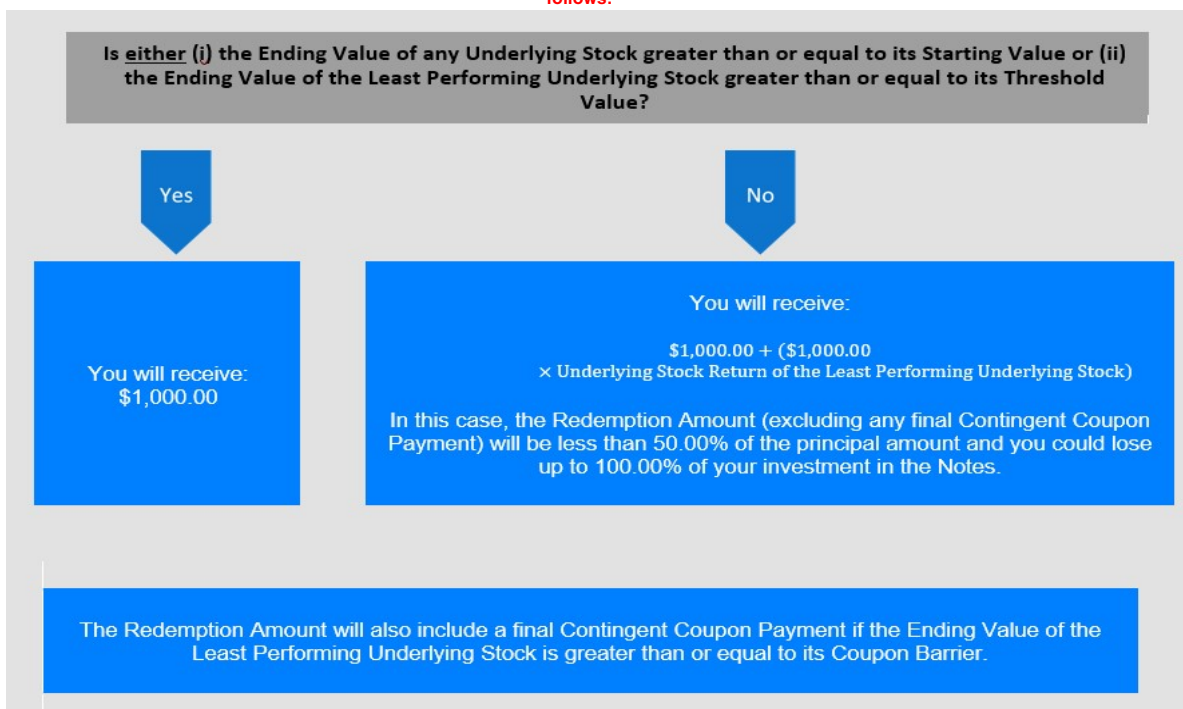 follows:
Is either (i) the Ending Value of any Underlying Stock greater than or equal to its Starting Value or (ii)
the Ending Value of the Least Performing Underlying Stock greater than or equal to its Threshold
Value?
Yes
No
You will receive:
$1,000.00
You will receive:
$1,000.00 + ($1,000.00
× Underlying Stock Return of the Least Performing Underlying Stock)
In this case, the Redemption Amount (excluding any final Contingent Coupon
Payment) will be less than 50.00% of the principal amount and you could lose
up to 100.00% of your investment in the Notes.
The Redemption Amount will also include a final Contingent Coupon Payment if the Ending Value of the
Least Performing Underlying Stock is greater than or equal to its Coupon Barrier.